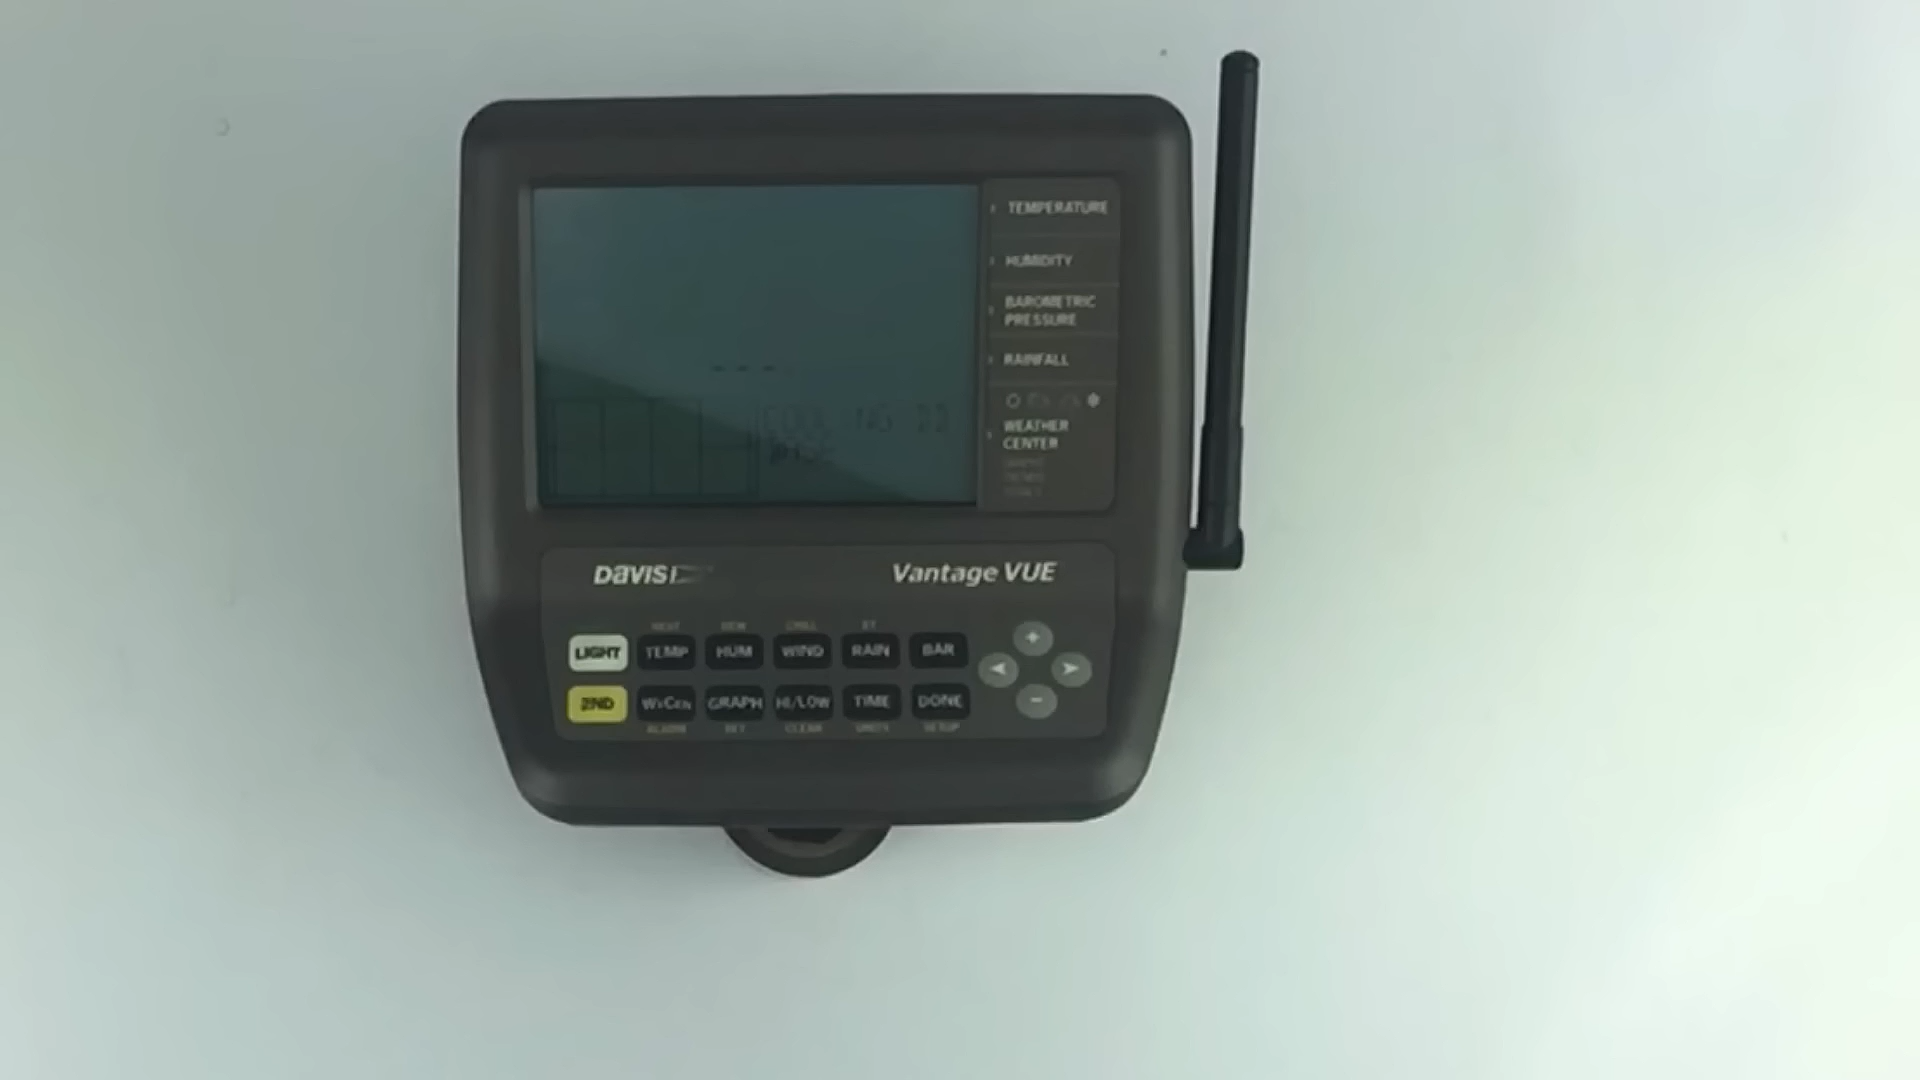 TEMPERATURE
HUMIDITY
BAROMETRIC
PRESSURE
RAINFALL
WEATHER
CENTER
DAVIS
Vantage VUE
HEAT DEW CHILL ET
LIGHT TEMP HUM WIND RAIN BAR
2ND WxCEN GRAPH HI/LOW TIME DONE
ALARM SET CLEAR UNITS SETUP
+
-